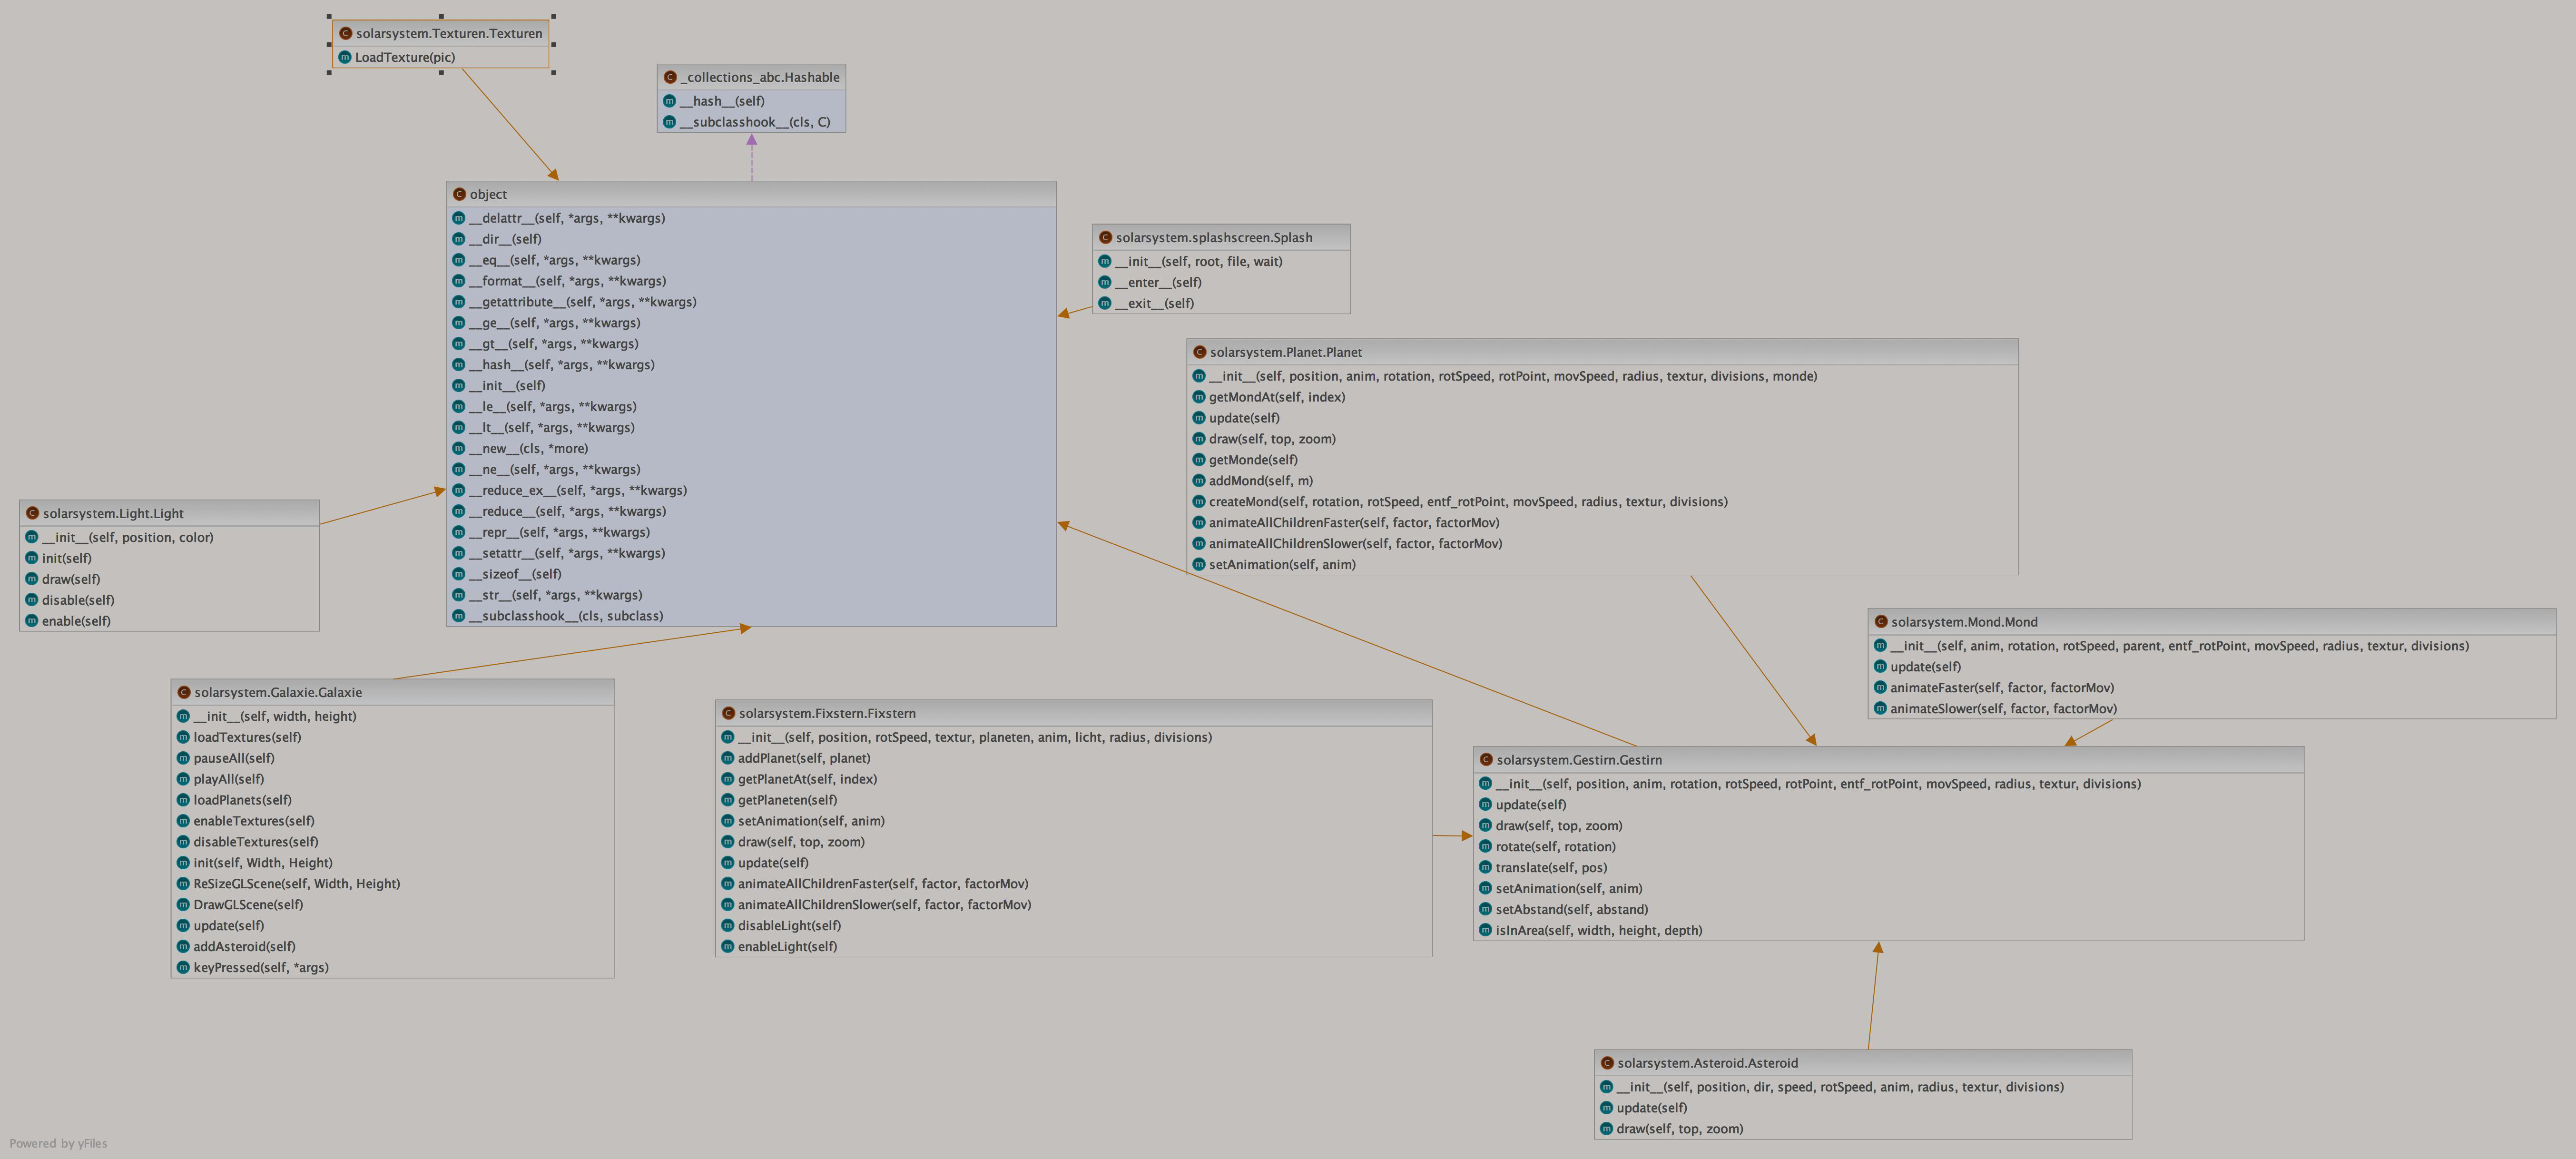 solarsystem.Texturen.Texturen
LoadTexture(pic)
_collections_abc.Hashable
__hash__(self)
__subclasshook__(cls, C)
object
__delattr__(self, *args, **kwargs)
__dir__(self)
__eq__(self, *args, **kwargs)
__format__(self, *args, **kwargs)
__getattribute__(self, *args, **kwargs)
__ge__(self, *args, **kwargs)
__gt__(self, *args, **kwargs)
__hash__(self, *args, **kwargs)
__init__(self)
__le__(self, *args, **kwargs)
__lt__(self, *args, **kwargs)
__new__(cls, *more)
__ne__(self, *args, **kwargs)
__reduce_ex__(self, *args, **kwargs)
__reduce__(self, *args, **kwargs)
__repr__(self, *args, **kwargs)
__setattr__(self, *args, **kwargs)
__sizeof__(self)
__str__(self, *args, **kwargs)
__subclasshook__(cls, subclass)
solarsystem.splashscreen.Splash
__init__(self, root, file, wait)
__enter__(self)
__exit__(self)
solarsystem.Planet.Planet
__init__(self, position, anim, rotation, rotSpeed, rotPoint, movSpeed, radius, textur, divisions, monde)
getMondAt(self, index)
update(self)
draw(self, top, zoom)
getMonde(self)
addMond(self, m)
createMond(self, rotation, rotSpeed, entf_rotPoint, movSpeed, radius, textur, divisions)
animateAllChildrenFaster(self, factor, factorMov)
animateAllChildrenSlower(self, factor, factorMov)
setAnimation(self, anim)
solarsystem.Light.Light
__init__(self, position, color)
init(self)
draw(self)
disable(self)
enable(self)
solarsystem.Mond.Mond
__init__(self, anim, rotation, rotSpeed, parent, entf_rotPoint, movSpeed, radius, textur, divisions)
update(self)
animateFaster(self, factor, factorMov)
animateSlower(self, factor, factorMov)
solarsystem.Galaxie.Galaxie
__init__(self, width, height)
loadTextures(self)
pauseAll(self)
playAll(self)
loadPlanets(self)
enableTextures(self)
disableTextures(self)
init(self, Width, Height)
ReSizeGLScene(self, Width, Height)
DrawGLScene(self)
update(self)
addAsteroid(self)
keyPressed(self, *args)
solarsystem.Fixstern.Fixstern
__init__(self, position, rotSpeed, textur, planeten, anim, licht, radius, divisions)
addPlanet(self, planet)
getPlanetAt(self, index)
getPlaneten(self)
setAnimation(self, anim)
draw(self, top, zoom)
update(self)
animateAllChildrenFaster(self, factor, factorMov)
animateAllChildrenSlower(self, factor, factorMov)
disableLight(self)
enableLight(self)
solarsystem.Gestirn.Gestirn
__init__(self, position, anim, rotation, rotSpeed, rotPoint, entf_rotPoint, movSpeed, radius, textur, divisions)
update(self)
draw(self, top, zoom)
rotate(self, rotation)
translate(self, pos)
setAnimation(self, anim)
setAbstand(self, abstand)
isInArea(self, width, height, depth)
solarsystem.Asteroid.Asteroid
__init__(self, position, dir, speed, rotSpeed, anim, radius, textur, divisions)
update(self)
draw(self, top, zoom)
Powered by yFiles